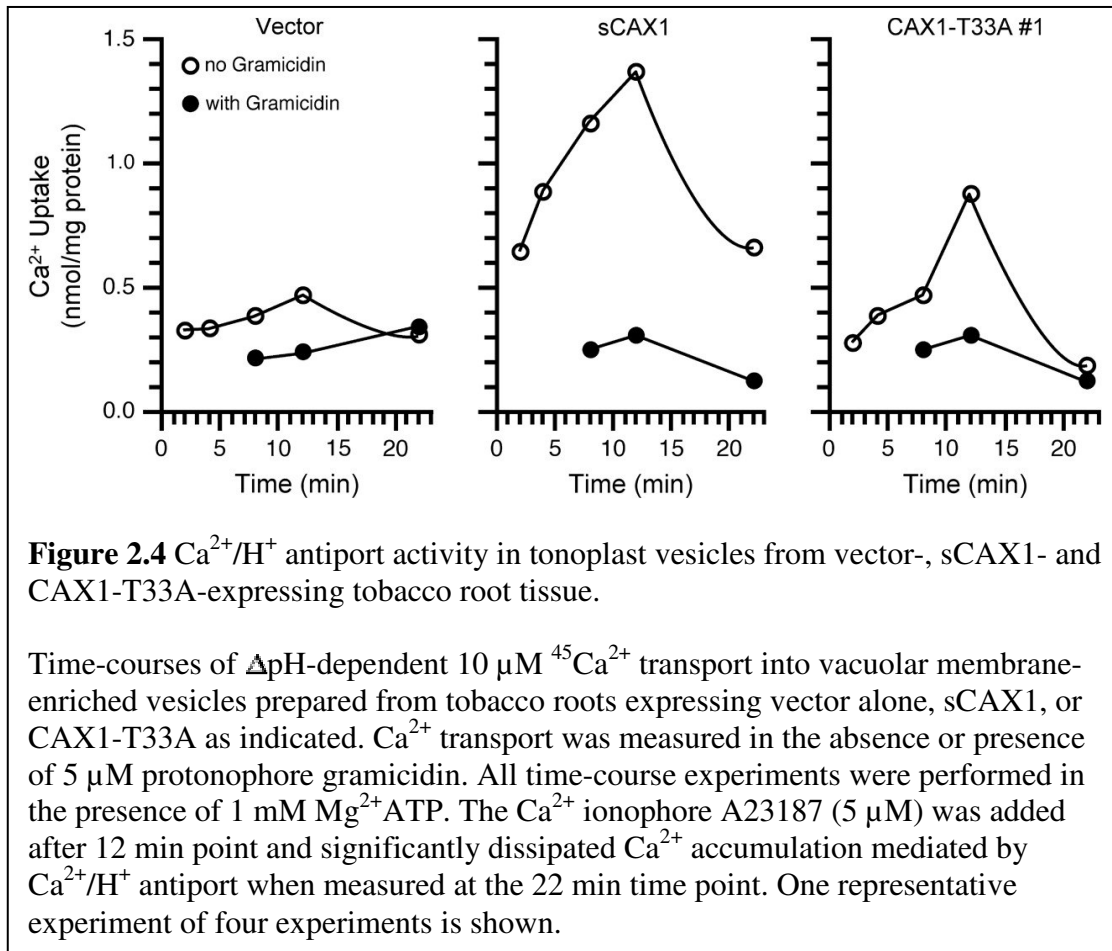 Vector
sCAX1
CAX1-T33A #1
no Gramicidin
with Gramicidin
Ca²⁺ Uptake
(nmol/mg protein)
1.5
1.0
0.5
0.0
0 5 10 15 20
0 5 10 15 20
0 5 10 15 20
Time (min)
Time (min)
Time (min)
Figure 2.4 Ca²⁺/H⁺ antiport activity in tonoplast vesicles from vector-, sCAX1- and
CAX1-T33A-expressing tobacco root tissue.
Time-courses of ΔpH-dependent 10 µM ⁴⁵Ca²⁺ transport into vacuolar membrane-
enriched vesicles prepared from tobacco roots expressing vector alone, sCAX1, or
CAX1-T33A as indicated. Ca²⁺ transport was measured in the absence or presence
of 5 µM protonophore gramicidin. All time-course experiments were performed in
the presence of 1 mM Mg²⁺ATP. The Ca²⁺ ionophore A23187 (5 µM) was added
after 12 min point and significantly dissipated Ca²⁺ accumulation mediated by
Ca²⁺/H⁺ antiport when measured at the 22 min time point. One representative
experiment of four experiments is shown.